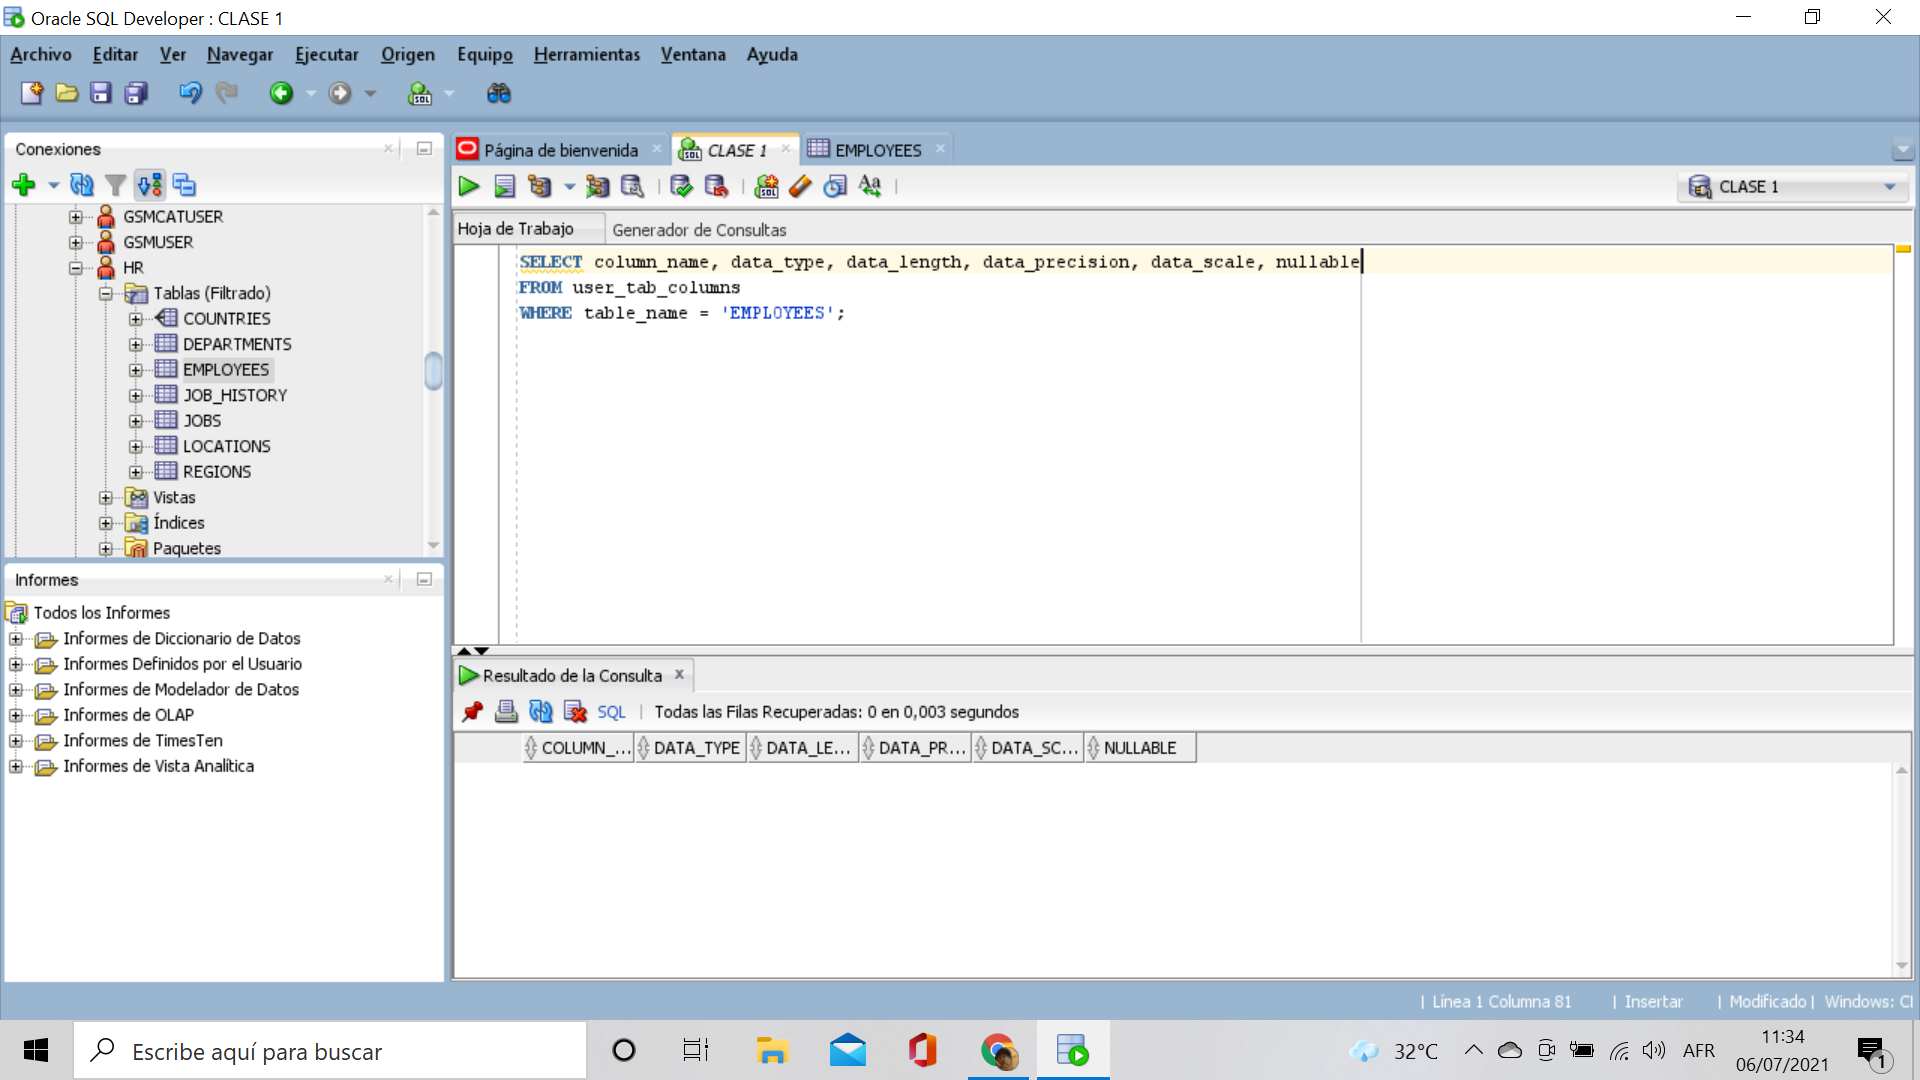 Oracle SQL Developer : CLASE 1
Archivo Editar Ver Navegar Ejecutar Origen Equipo Herramientas Ventana Ayuda
SQL
Conexiones
GSMCATUSER
GSMUSER
HR
Tablas (Filtrado)
COUNTRIES
DEPARTMENTS
EMPLOYEES
JOB_HISTORY
JOBS
LOCATIONS
REGIONS
Vistas
Índices
Paquetes
Informes
Todos los Informes
Informes de Diccionario de Datos
Informes Definidos por el Usuario
Informes de Modelador de Datos
Informes de OLAP
Informes de TimesTen
Informes de Vista Analítica
Página de bienvenida
CLASE 1
EMPLOYEES
CLASE 1
Hoja de Trabajo
Generador de Consultas
SELECT column_name, data_type, data_length, data_precision, data_scale, nullable
FROM user_tab_columns
WHERE table_name = 'EMPLOYEES';
Resultado de la Consulta
SQL | Todas las Filas Recuperadas: 0 en 0,003 segundos
COLUMN_... DATA_TYPE DATA_LE... DATA_PR... DATA_SC... NULLABLE
| Línea 1 Columna 81 | Insertar | Modificado | Windows: Cl
Escribe aquí para buscar
32°C
AFR
11:34
06/07/2021
1